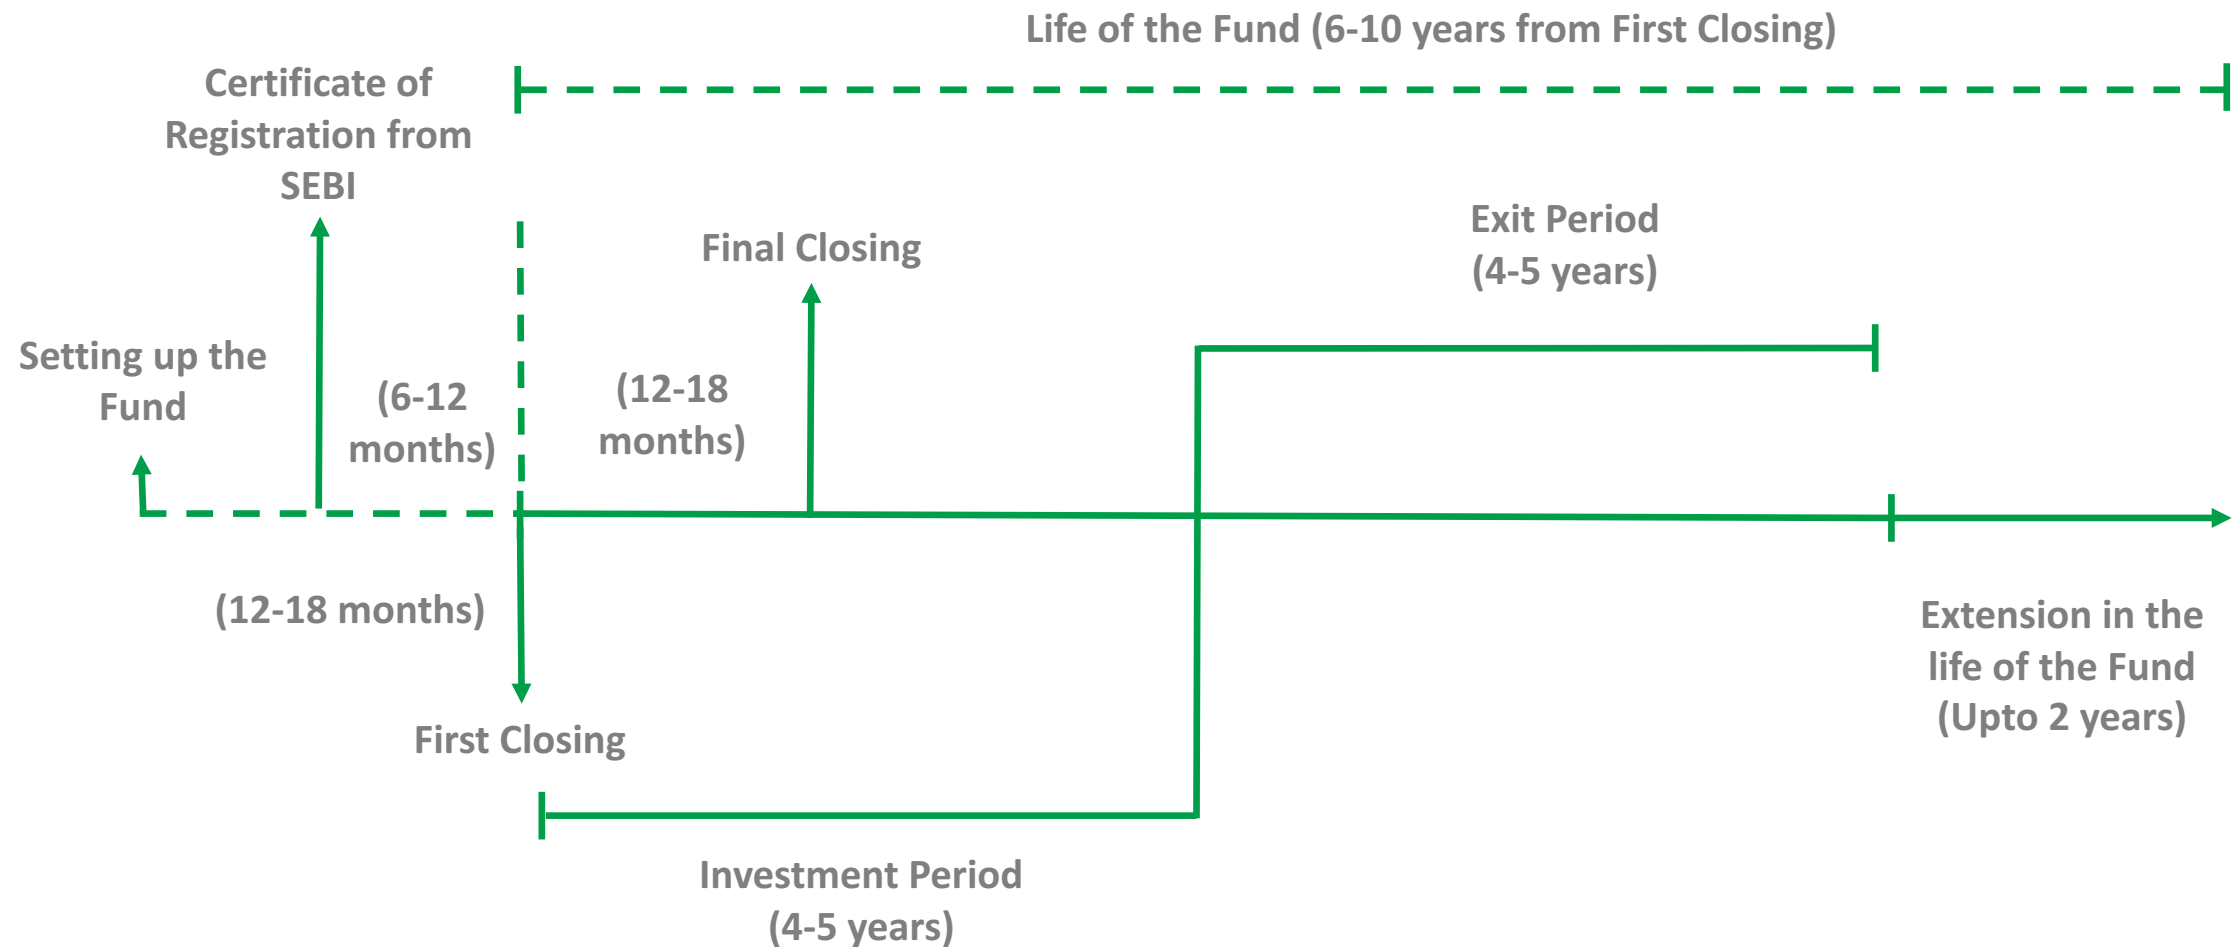 Life of the Fund (6-10 years from First Closing)
Certificate of
Registration from
SEBI
Exit Period
(4-5 years)
Final Closing
Setting up the
Fund
(6-12
months)
(12-18
months)
(12-18 months)
Extension in the
life of the Fund
(Upto 2 years)
First Closing
Investment Period
(4-5 years)